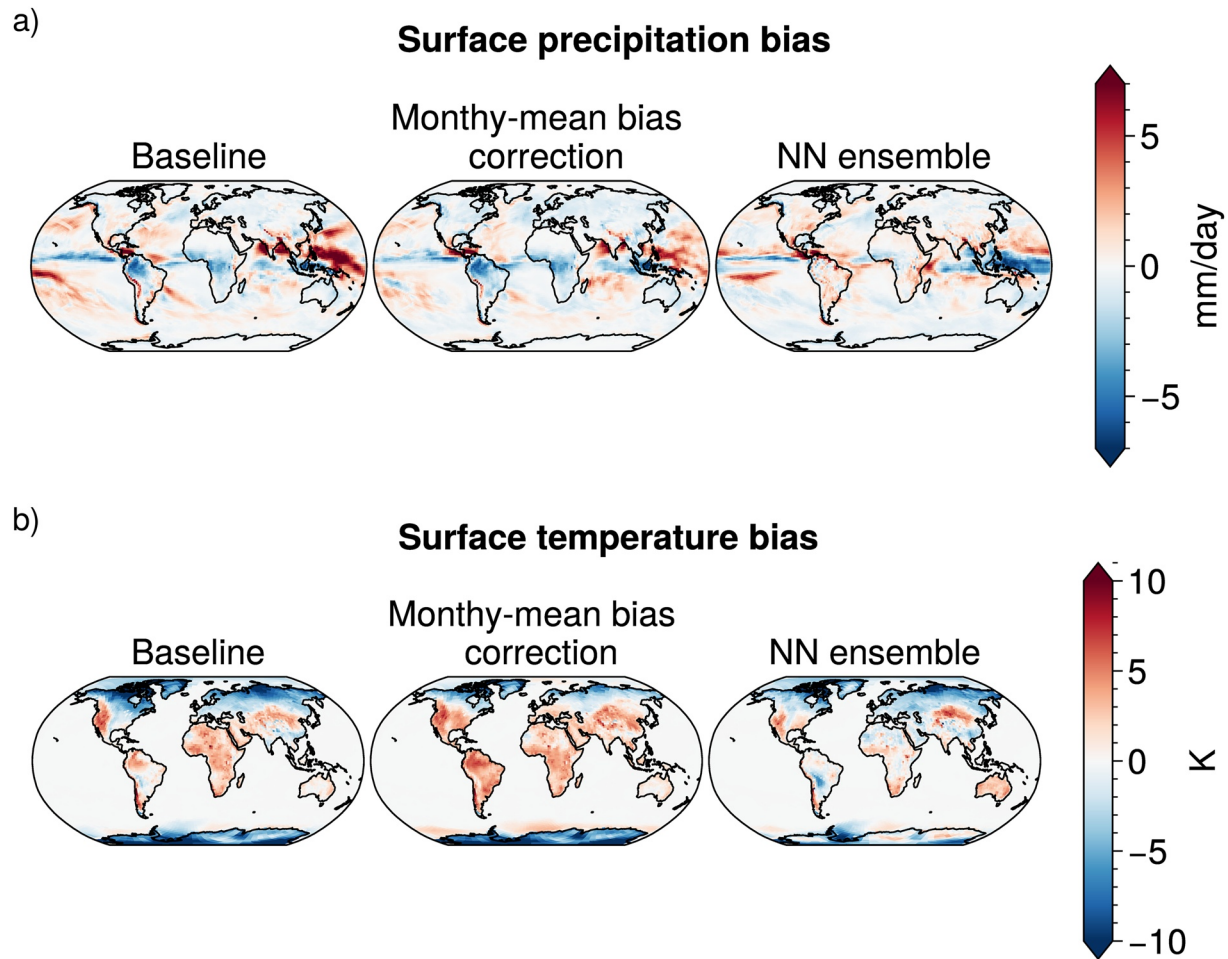 a)
Surface precipitation bias
Baseline
Monthy-mean bias
correction
NN ensemble
5
0
−5
mm/day
b)
Surface temperature bias
Baseline
Monthy-mean bias
correction
NN ensemble
10
5
0
−5
−10
K